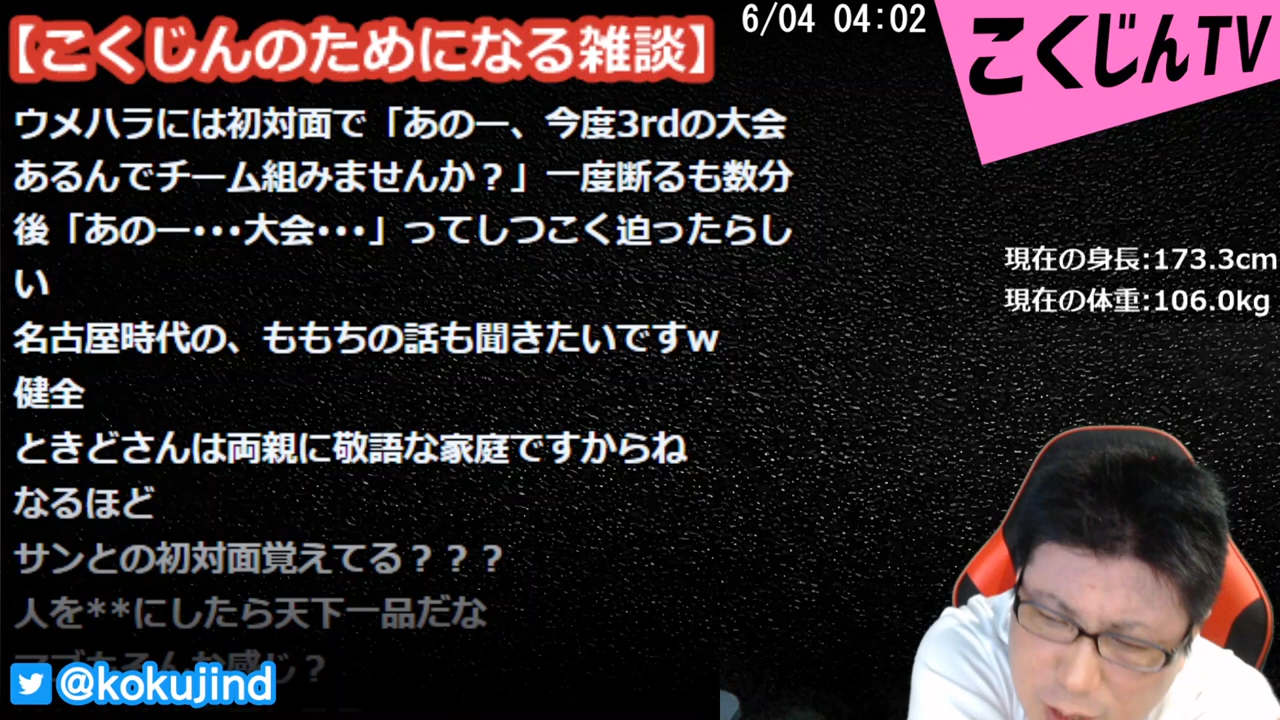 【こくじんのためになる雑談】
6/04 04:02
こくじんTV
ウメハラには初対面で「あのー、今度3rdの大会
あるんでチーム組みませんか？」一度断るも数分
後「あのー・・・大会・・・」ってしつこく迫ったらし
い
名古屋時代の、ももちの話も聞きたいですw
健全
ときどさんは両親に敬語な家庭ですからね
なるほど
サンとの初対面覚えてる？？？
人を**にしたら天下一品だな
感じ？
@kokujind
現在の身長:173.3cm
現在の体重:106.0kg